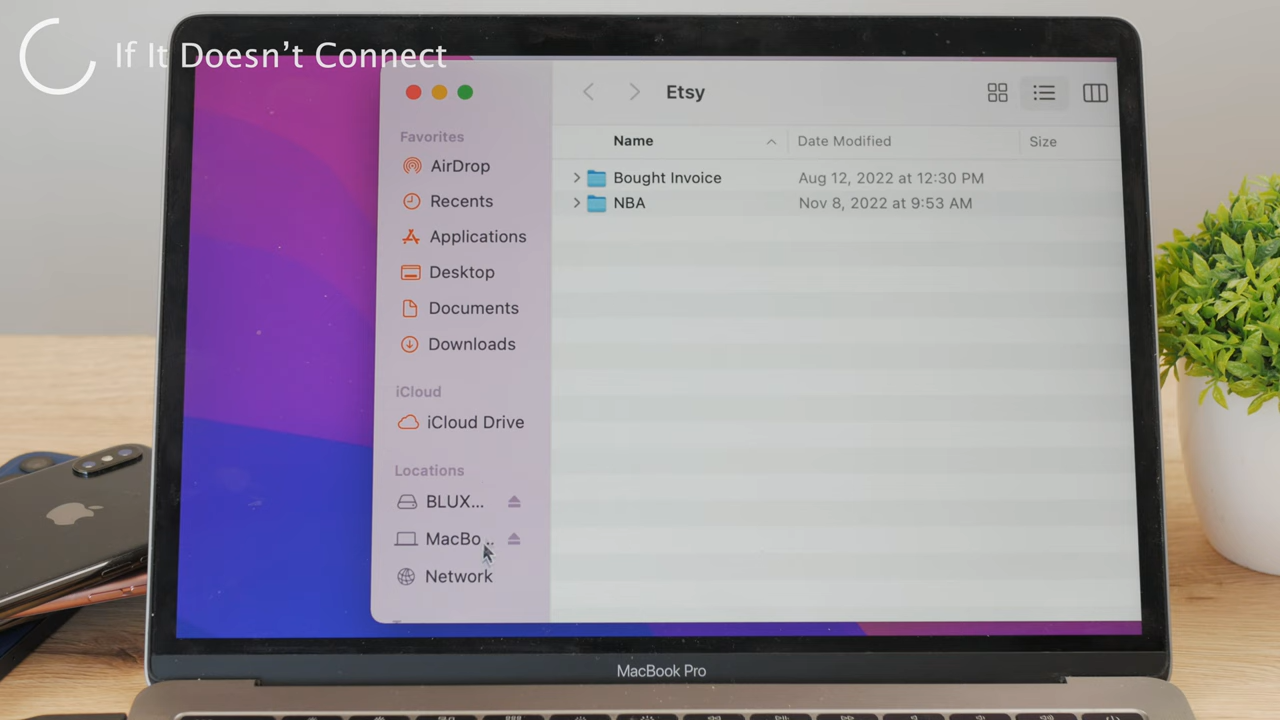 If It Doesn’t Connect
Etsy
Favorites
AirDrop
Recents
Applications
Desktop
Documents
Downloads
iCloud
iCloud Drive
Locations
BLUX...
MacBo...
Network
Name
Date Modified
Size
Bought Invoice
Aug 12, 2022 at 12:30 PM
NBA
Nov 8, 2022 at 9:53 AM
MacBook Pro